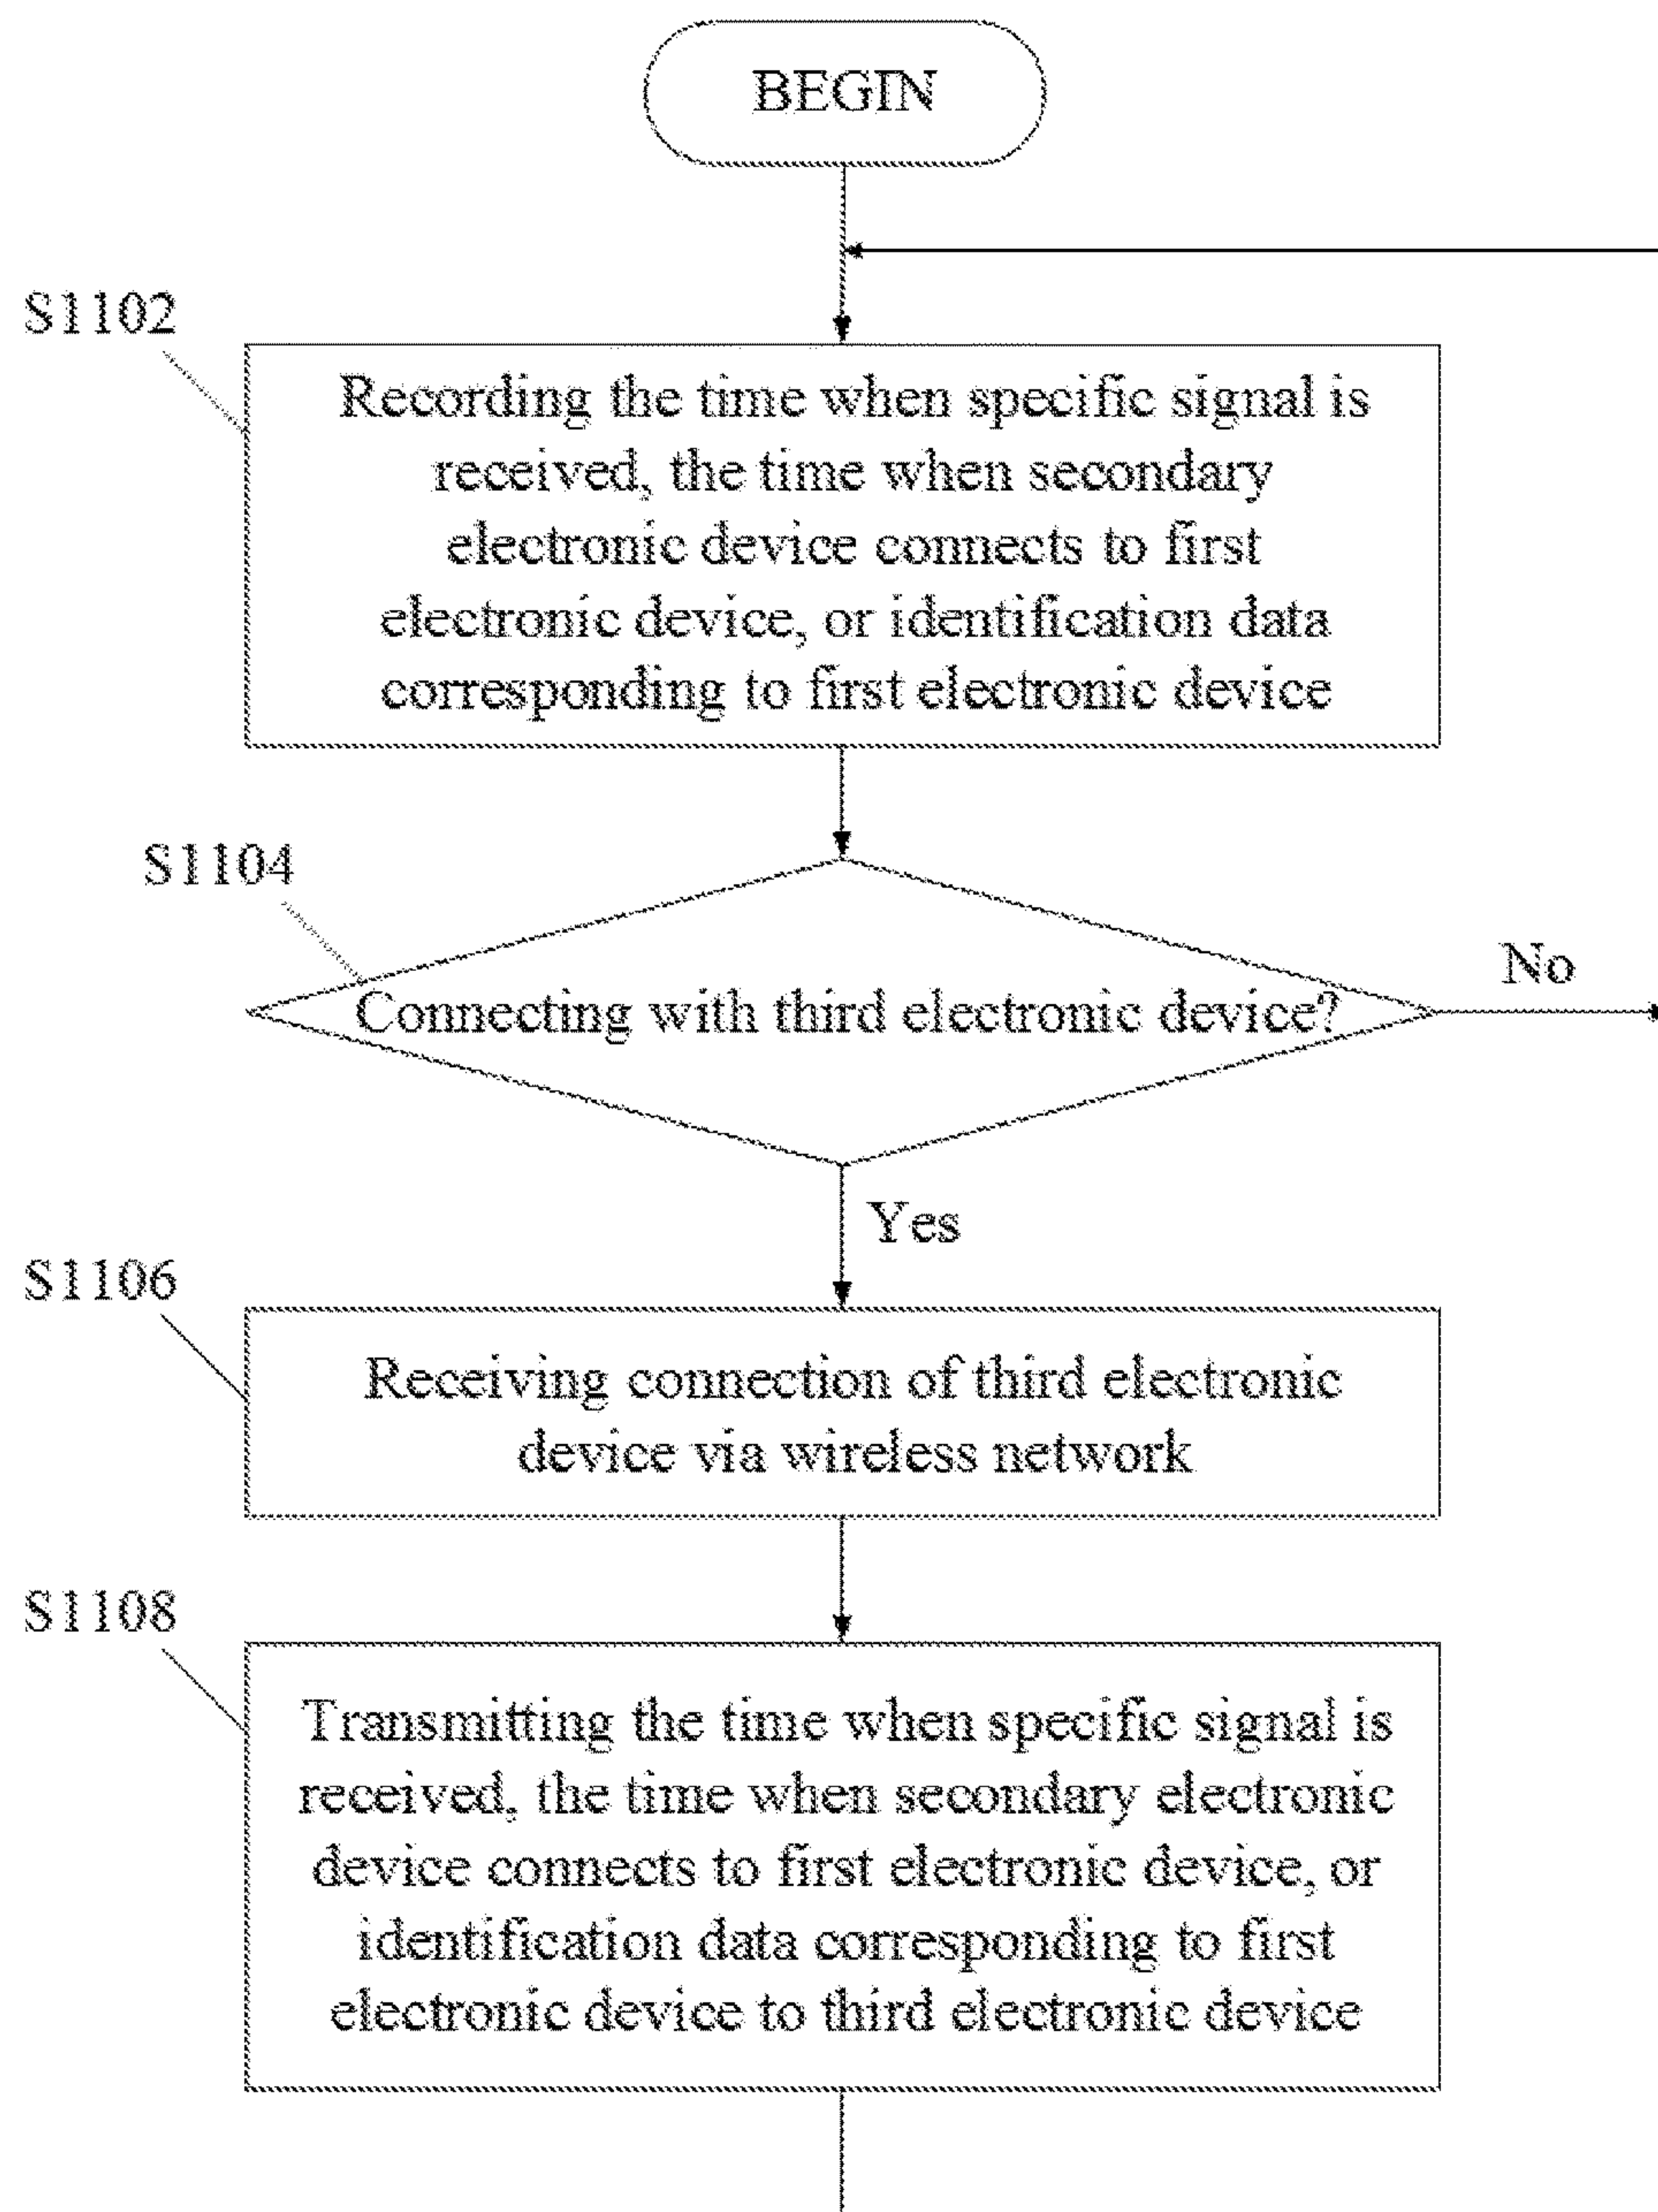 BEGIN
S1102
Recording the time when specific signal is
received, the time when secondary
electronic device connects to first
electronic device, or identification data
corresponding to first electronic device
S1104
Connecting with third electronic device?
No
Yes
S1106
Receiving connection of third electronic
device via wireless network
S1108
Transmitting the time when specific signal is
received, the time when secondary electronic
device connects to first electronic device, or
identification data corresponding to first
electronic device to third electronic device